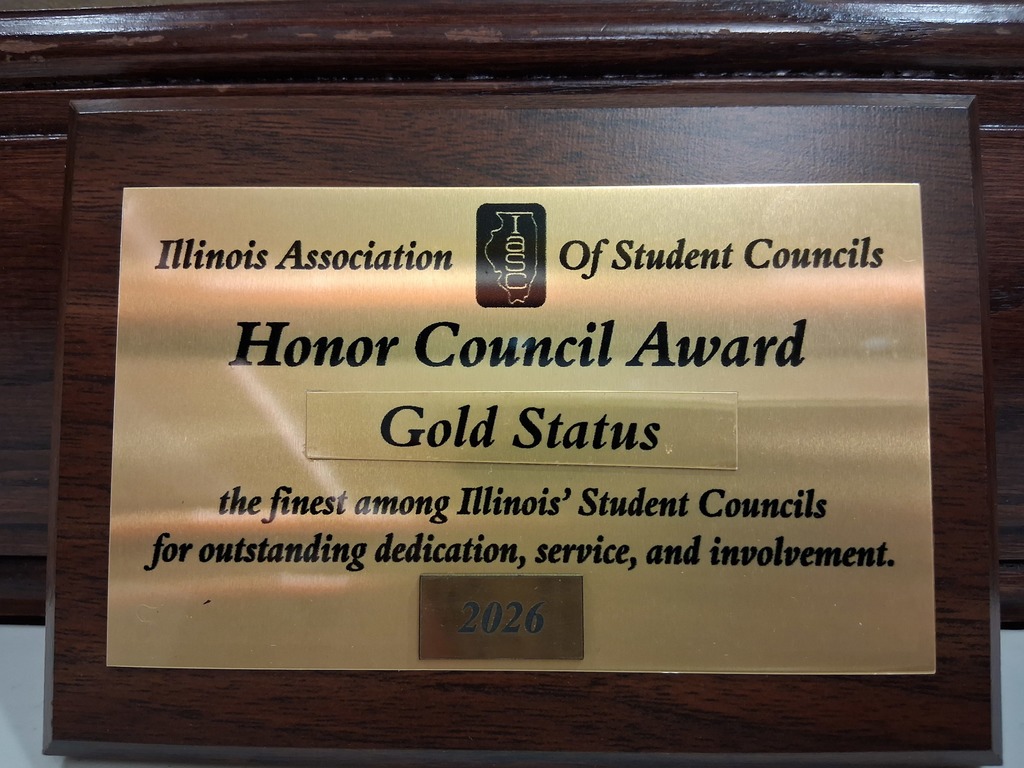 Illinois Association IASC Of Student Councils
Honor Council Award
Gold Status
the finest among Illinois' Student Councils
for outstanding dedication, service, and involvement.
2026